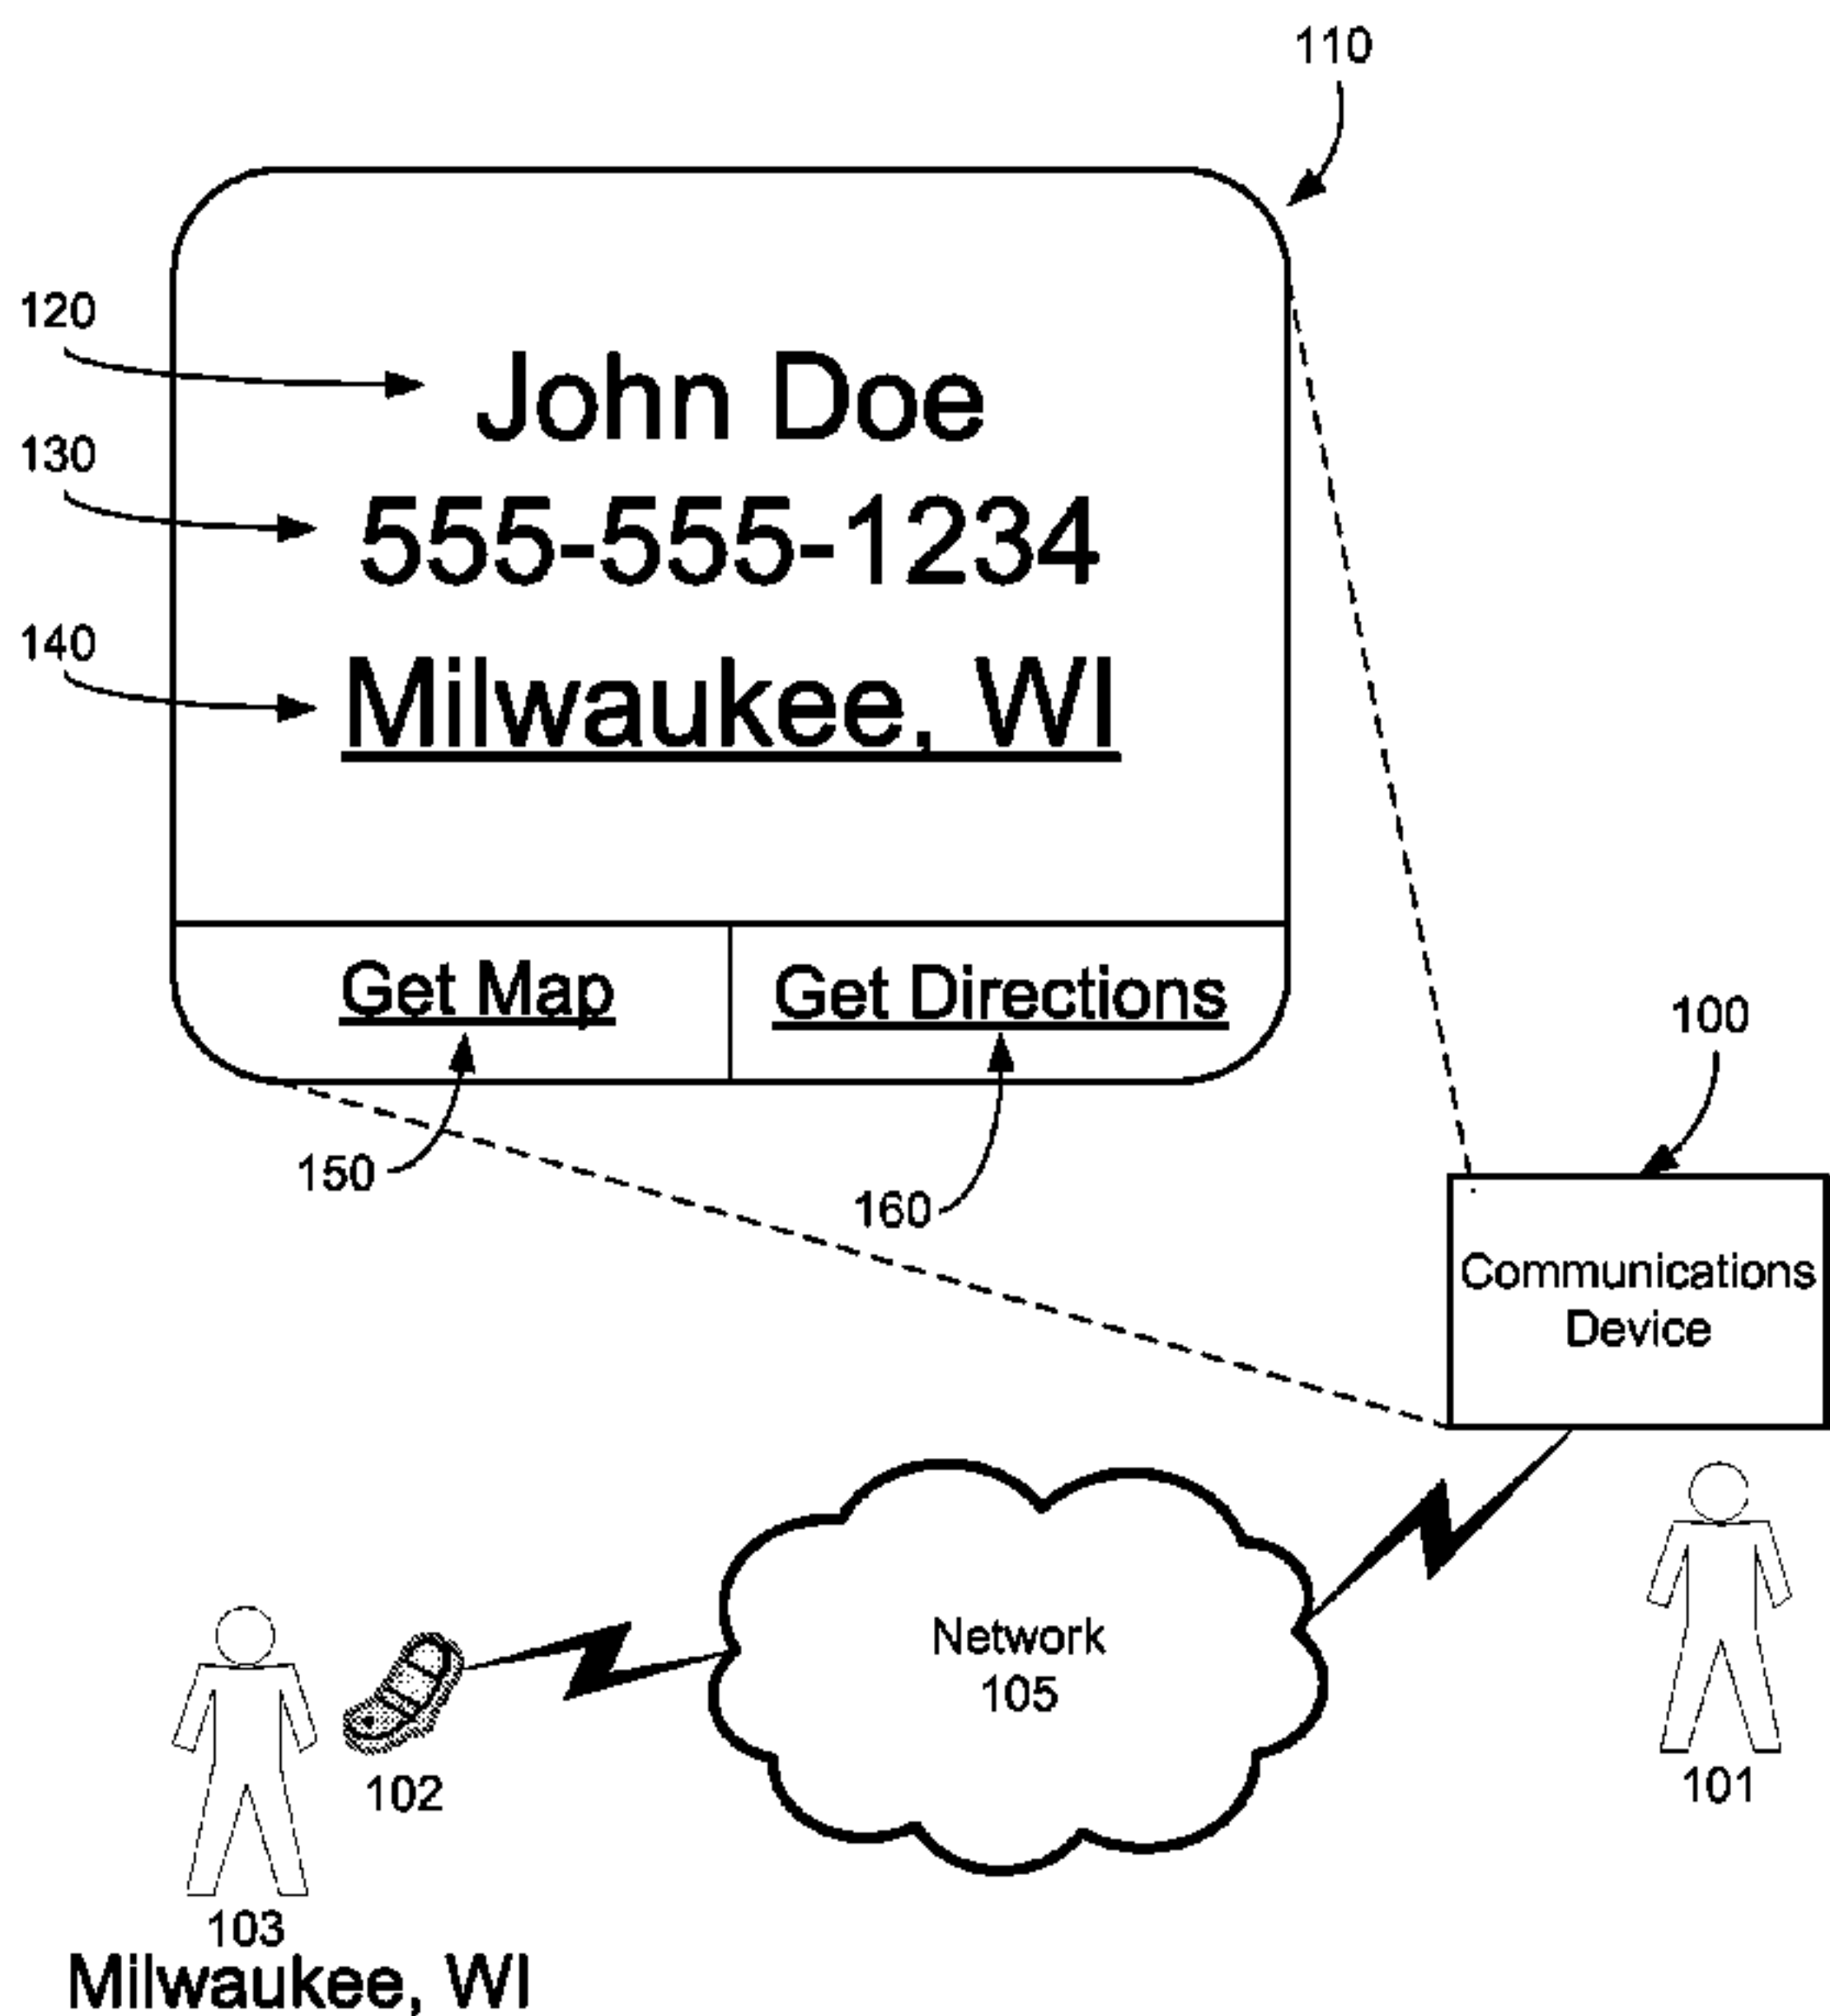 110
120
John Doe
130
555-555-1234
140
Milwaukee, WI
Get Map
Get Directions
150
160
100
Communications
Device
Network
105
102
101
103
Milwaukee, WI